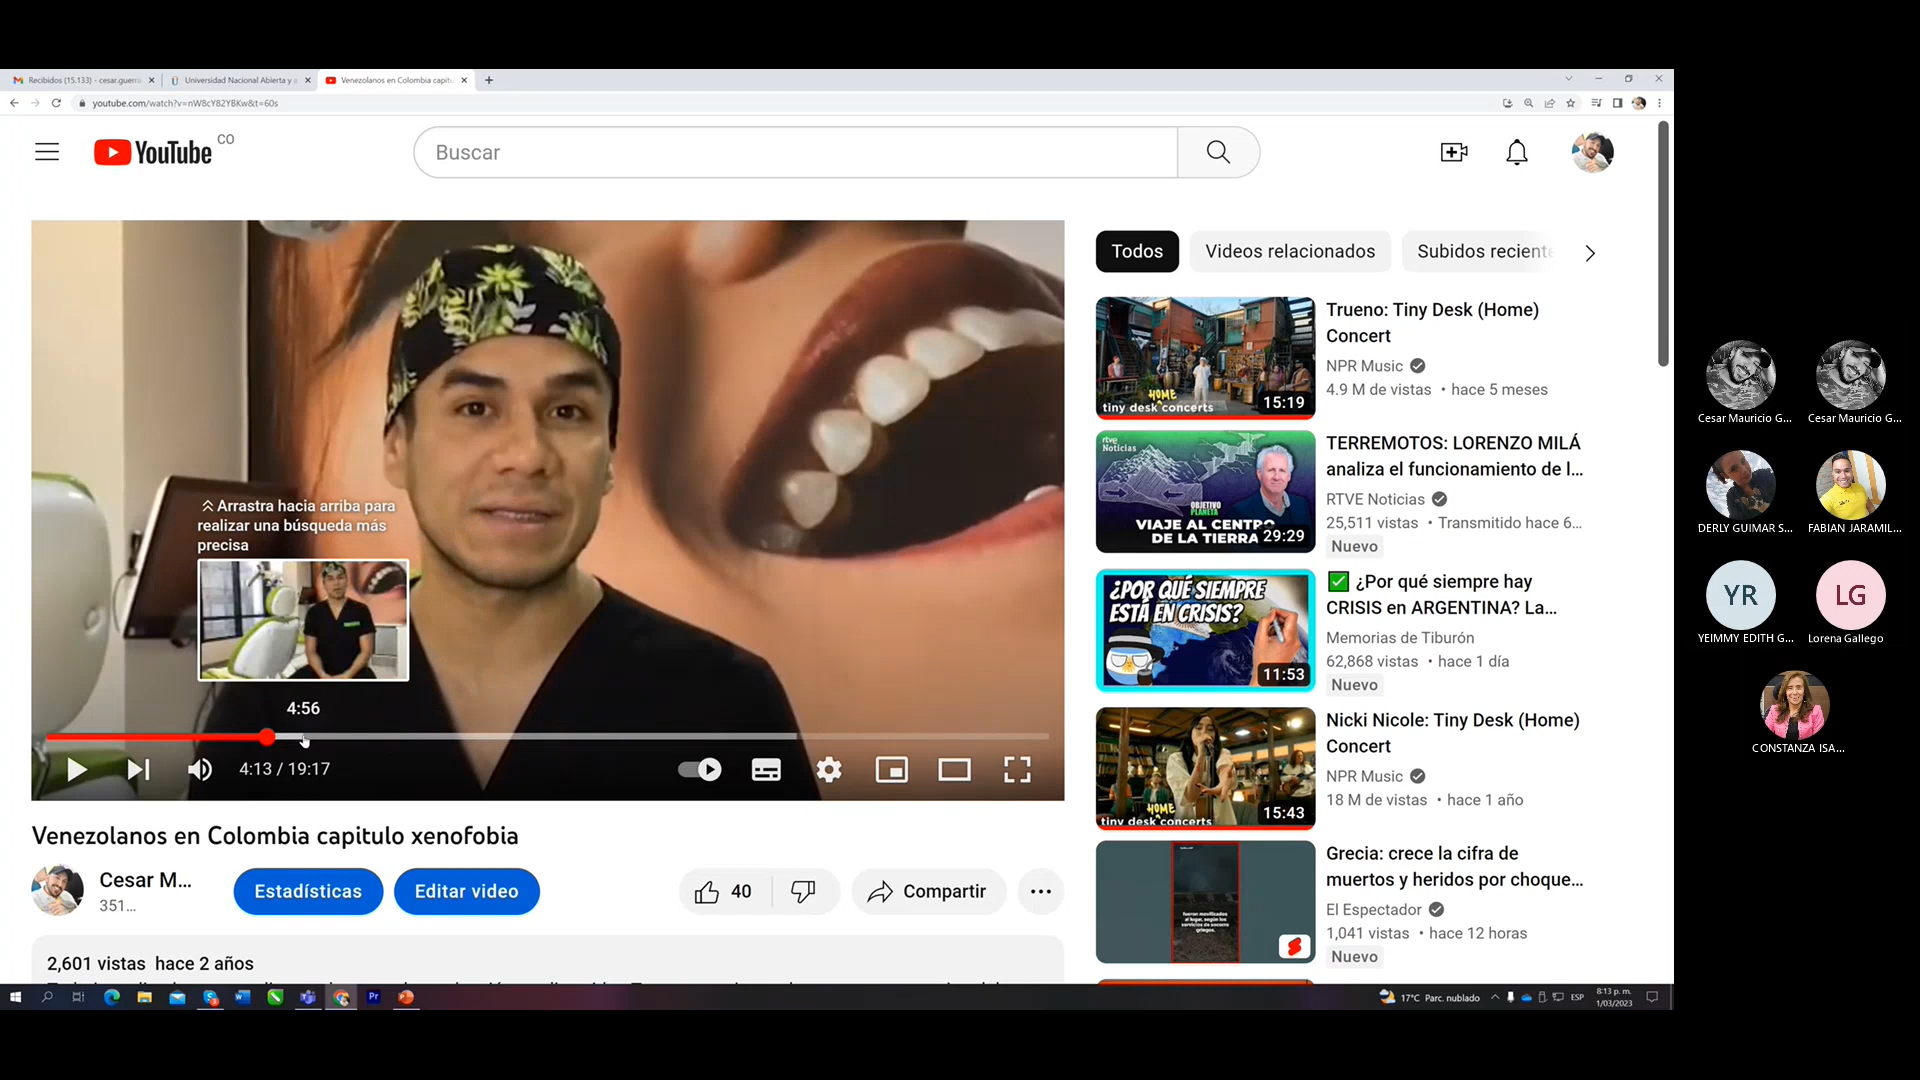 Recibidos (15.133) - cesar.guerr
Universidad Nacional Abierta y a
Venezolanos en Colombia capitu
youtube.com/watch?v=nW8cY82YBKw&t=60s
YouTube
CO
Buscar
Todos
Videos relacionados
Subidos reciente
Arrastra hacia arriba para
realizar una búsqueda más
precisa
4:56
4:13 / 19:17
Venezolanos en Colombia capitulo xenofobia
Cesar M...
351...
Estadísticas
Editar video
40
Compartir
2,601 vistas hace 2 años
tiny desk concerts
HOME
15:19
Trueno: Tiny Desk (Home)
Concert
NPR Music
4.9 M de vistas • hace 5 meses
rtve
Noticias
OBJETIVO
PLANETA
VIAJE AL CENTRO
DE LA TIERRA
29:29
TERREMOTOS: LORENZO MILÁ
analiza el funcionamiento de l...
RTVE Noticias
25,511 vistas • Transmitido hace 6...
Nuevo
¿POR QUÉ SIEMPRE
ESTÁ EN CRISIS?
11:53
¿Por qué siempre hay
CRISIS en ARGENTINA? La...
Memorias de Tiburón
62,868 vistas • hace 1 día
Nuevo
HOME
tiny desk concerts
15:43
Nicki Nicole: Tiny Desk (Home)
Concert
NPR Music
18 M de vistas • hace 1 año
Grecia: crece la cifra de
muertos y heridos por choque...
El Espectador
1,041 vistas • hace 12 horas
Nuevo
17°C Parc. nublado
ESP
8:13 p. m.
1/03/2023
Cesar Mauricio G...
Cesar Mauricio G...
DERLY GUIMAR S...
FABIAN JARAMIL...
YR
YEIMMY EDITH G...
LG
Lorena Gallego
CONSTANZA ISA...